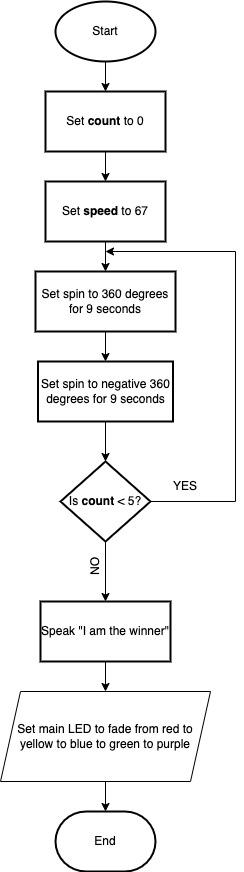 Start
Set count to 0
Set speed to 67
Set spin to 360 degrees
for 9 seconds
Set spin to negative 360
degrees for 9 seconds
Is count < 5?
YES
NO
Speak "I am the winner"
Set main LED to fade from red to
yellow to blue to green to purple
End